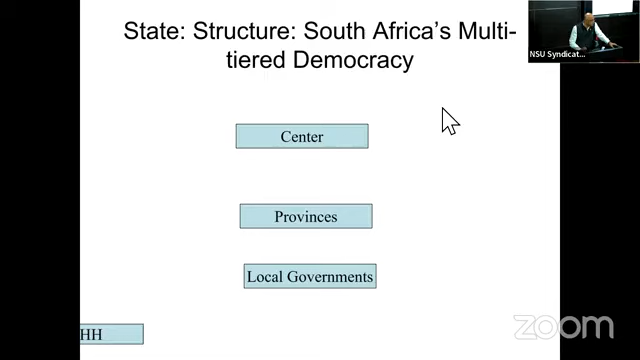 State: Structure: South Africa's Multi-
tiered Democracy
NSU Syndicat...
Center
Provinces
Local Governments
HH
zoom